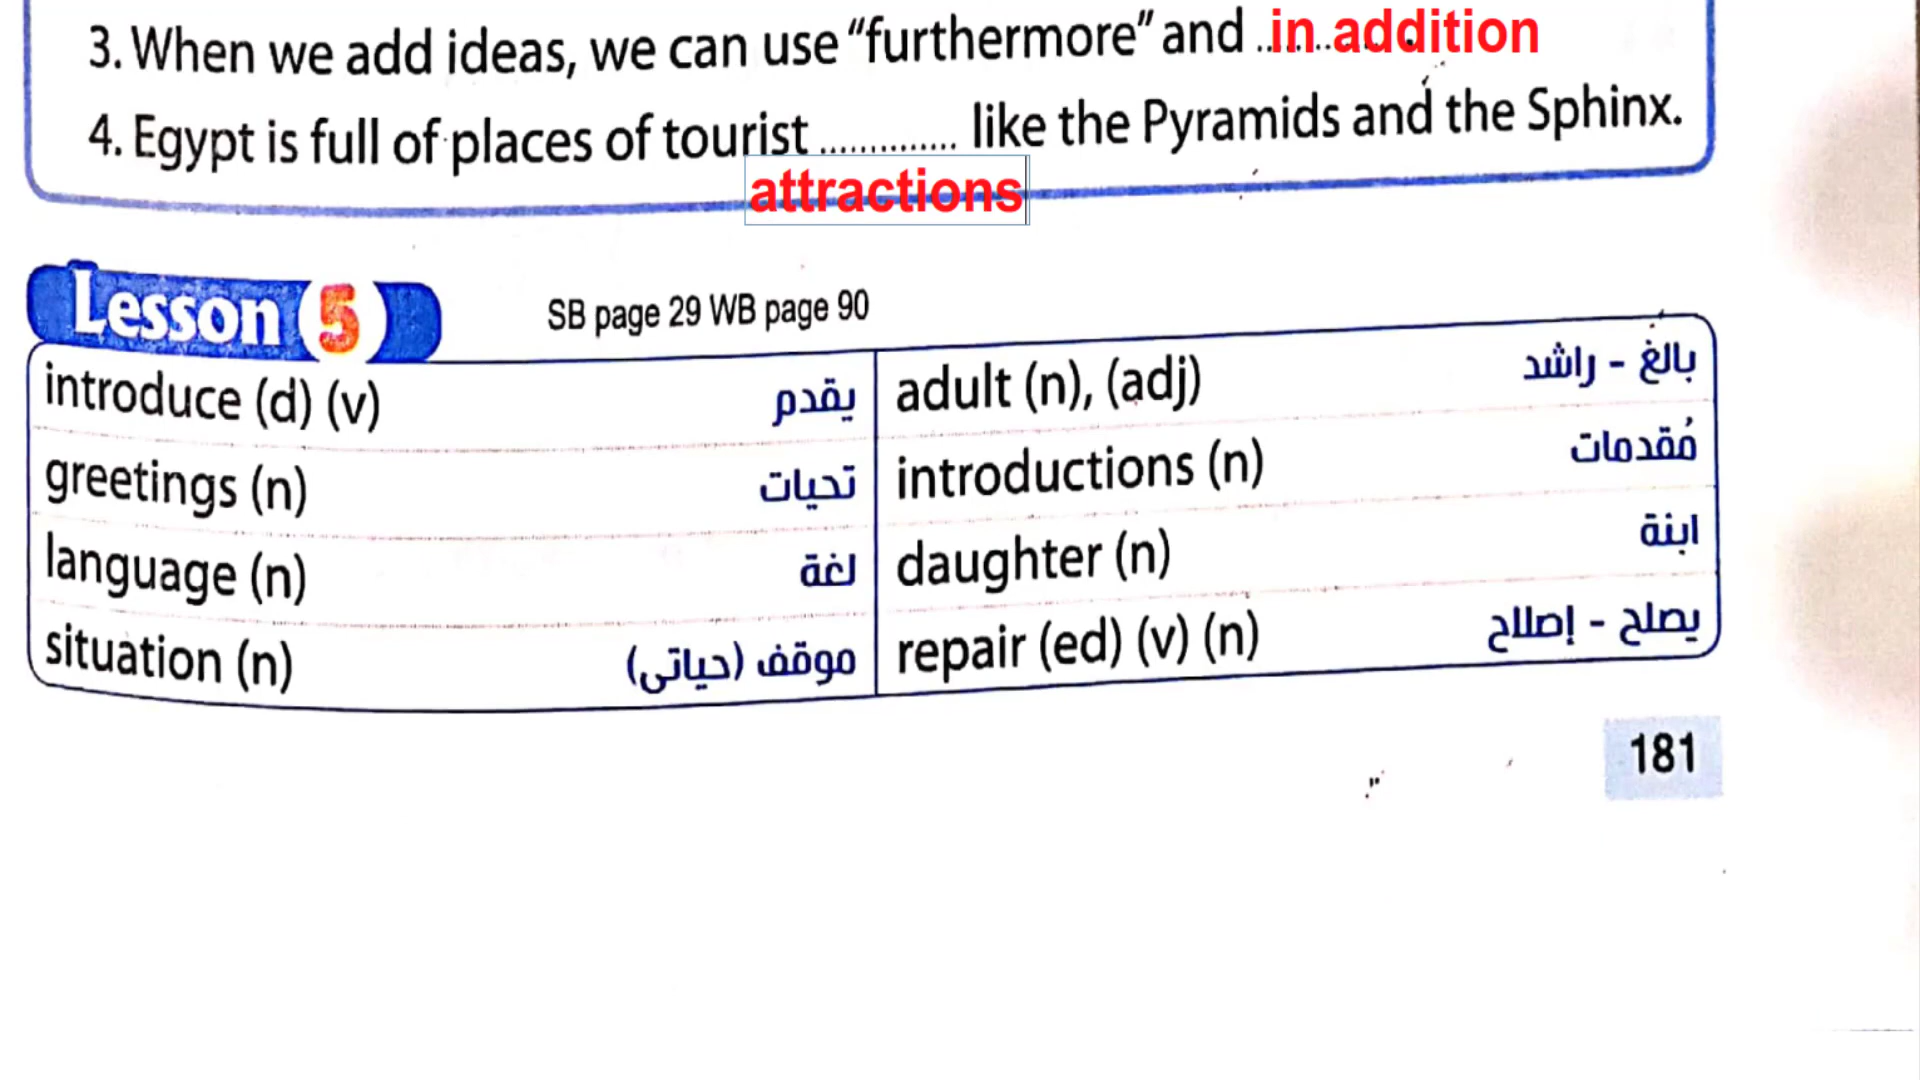 3. When we add ideas, we can use “furthermore” and in addition
4. Egypt is full of places of tourist .............. like the Pyramids and the Sphinx.
attractions
Lesson (5)
SB page 29 WB page 90
introduce (d) (v) يقدم
adult (n), (adj) بالغ - راشد
greetings (n) تحيات
introductions (n) مُقدمات
language (n) لغة
daughter (n) ابنة
situation (n) موقف (حياتى)
repair (ed) (v) (n) يصلح - إصلاح
181